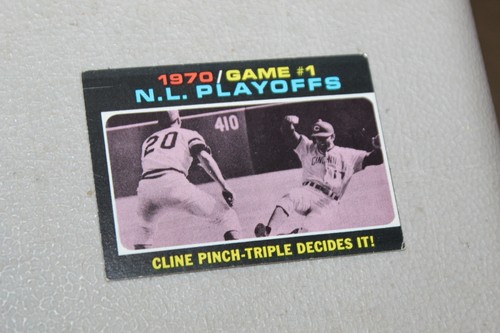 1970/GAME #1
N.L. PLAYOFFS
410
20
CINCINNATI
CLINE PINCH-TRIPLE DECIDES IT!